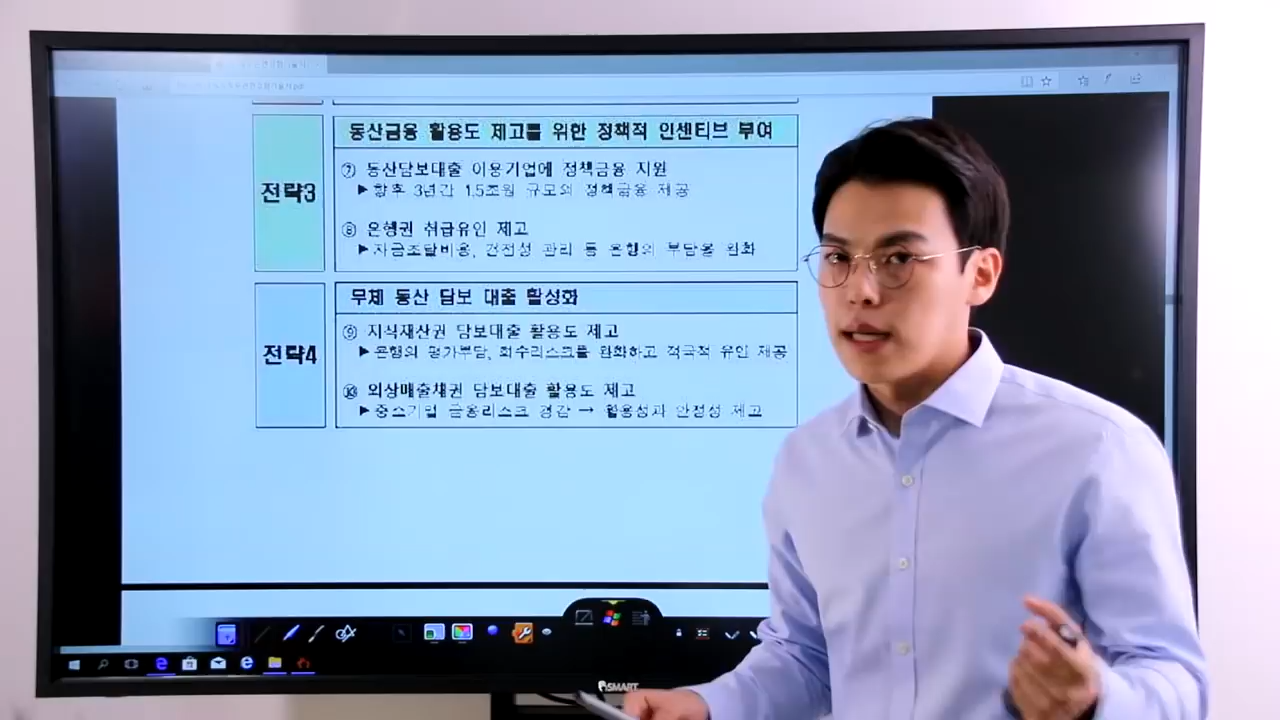 전략3
동산금융 활용도 제고를 위한 정책적 인센티브 부여
⑦ 동산담보대출 이용기업에 정책금융 지원
▶향후 3년간 1.5조원 규모의 정책금융 제공
⑧ 은행권 취급유인 제고
▶자금조달비용, 건전성 관리 등 은행의 부담을 완화
전략4
무체 동산 담보 대출 활성화
⑨ 지식재산권 담보대출 활용도 제고
▶은행의 평가부담, 회수리스크를 완화하고 적극적 유인 제공
⑩ 외상매출채권 담보대출 활용도 제고
▶중소기업 금융리스크 경감 → 활용성과 안정성 제고
SMART